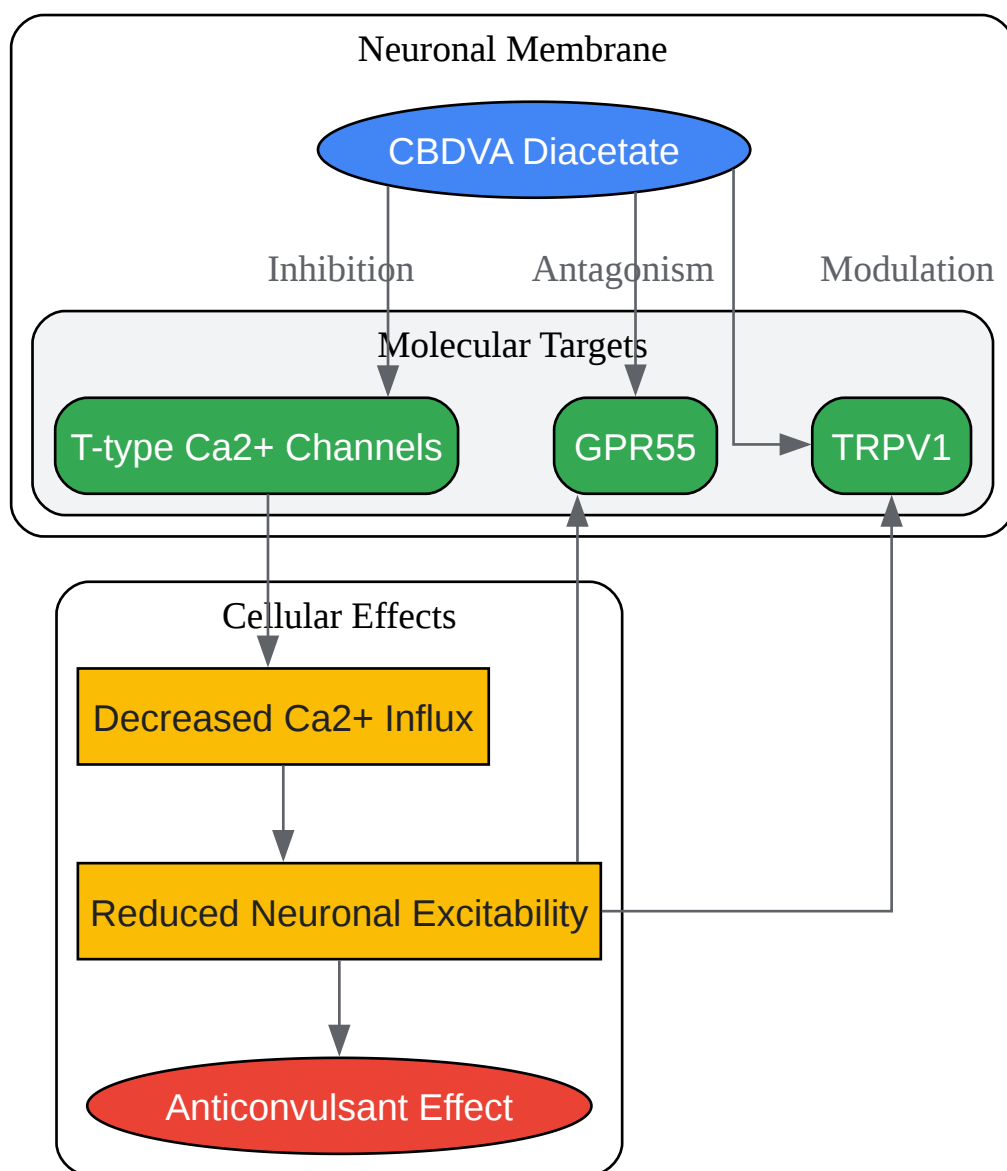 Neuronal Membrane
CBDVA Diacetate
Inhibition
Antagonism
Modulation
Molecular Targets
T-type Ca2+ Channels
GPR55
TRPV1
Cellular Effects
Decreased Ca2+ Influx
Reduced Neuronal Excitability
Anticonvulsant Effect